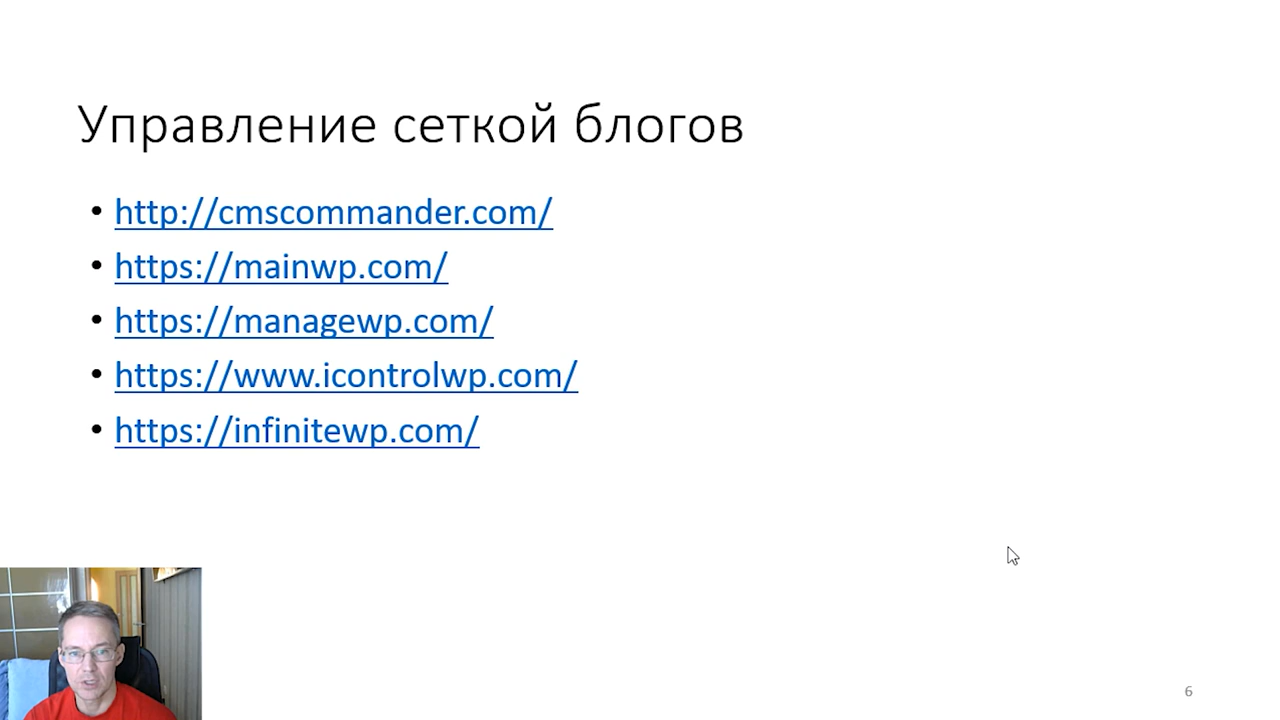 Управление сеткой блогов
• http://cmscommander.com/
• https://mainwp.com/
• https://managewp.com/
• https://www.icontrolwp.com/
• https://infinitewp.com/
6